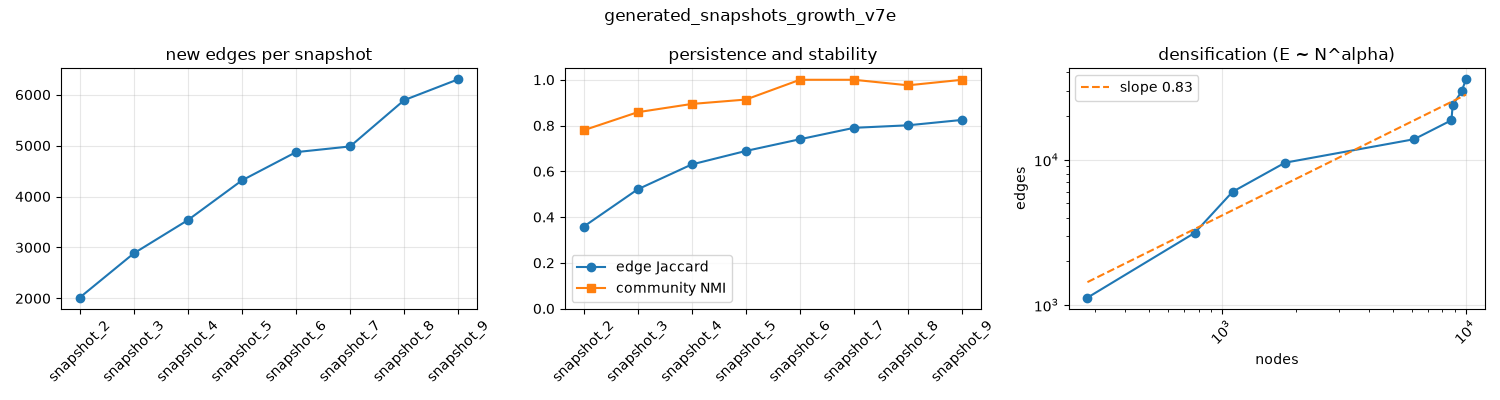 generated_snapshots_growth_v7e
new edges per snapshot
6000
5000
4000
3000
2000
snapshot_2
snapshot_3
snapshot_4
snapshot_5
snapshot_6
snapshot_7
snapshot_8
snapshot_9
persistence and stability
1.0
0.8
0.6
0.4
0.2
0.0
edge Jaccard
community NMI
snapshot_2
snapshot_3
snapshot_4
snapshot_5
snapshot_6
snapshot_7
snapshot_8
snapshot_9
densification (E ~ N^alpha)
slope 0.83
edges
10⁴
10³
10³
10⁴
nodes